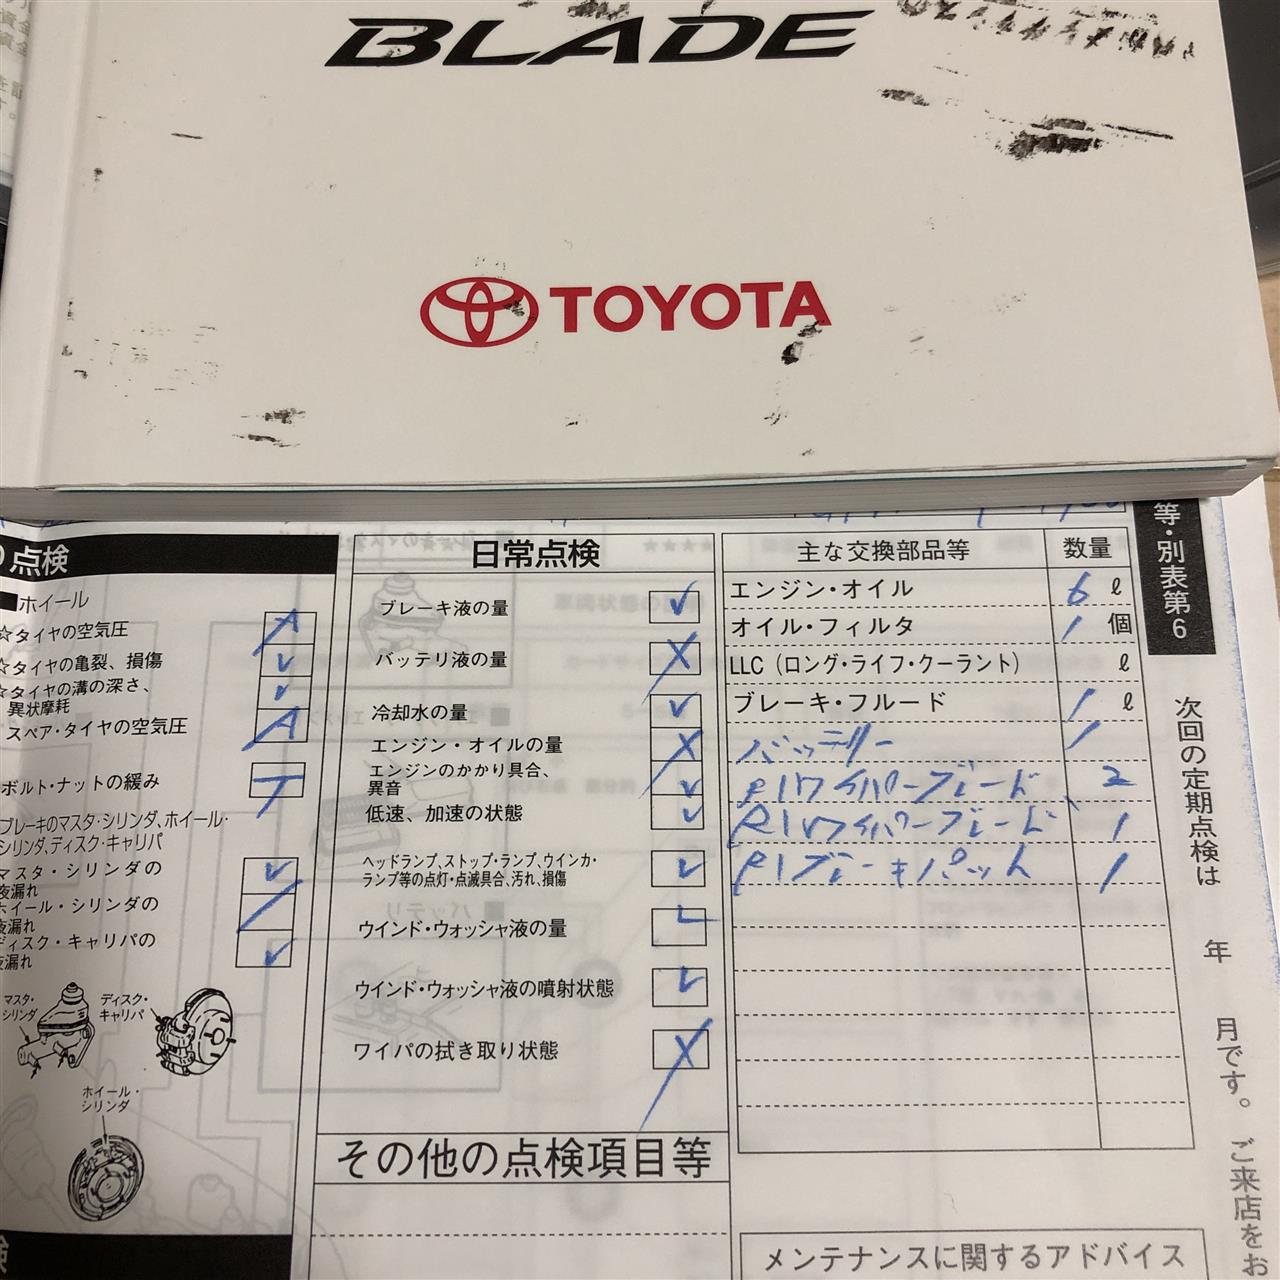 BLADE
TOYOTA
点検
ホイール
☆タイヤの空気圧
☆タイヤの亀裂、損傷
☆タイヤの溝の深さ、
異状摩耗
スペア・タイヤの空気圧
ボルト・ナットの緩み
ブレーキのマスタ・シリンダ、ホイール・
シリンダ、ディスク・キャリパ
マスタ・シリンダの
液漏れ
ホイール・シリンダの
液漏れ
ディスク・キャリパの
液漏れ
マスタ・
シリンダ
ディスク・
キャリパ
ホイール・
シリンダ
日常点検
ブレーキ液の量
バッテリ液の量
冷却水の量
エンジン・オイルの量
エンジンのかかり具合、
異音
低速、加速の状態
ヘッドランプ、ストップ・ランプ、ウインカ・
ランプ等の点灯・点滅具合、汚れ、損傷
ウインド・ウォッシャ液の量
ウインド・ウォッシャ液の噴射状態
ワイパの拭き取り状態
その他の点検項目等
主な交換部品等 数量
エンジン・オイル 6 ℓ
オイル・フィルタ 1 個
LLC（ロング・ライフ・クーラント） ℓ
ブレーキ・フルード 1 ℓ
バッテリー 1
ワイパーブレード 2
ワイパーブレード 1
ブレーキパット 1
メンテナンスに関するアドバイス
等・別表第6
次回の定期点検は 年 月です。ご来店をお